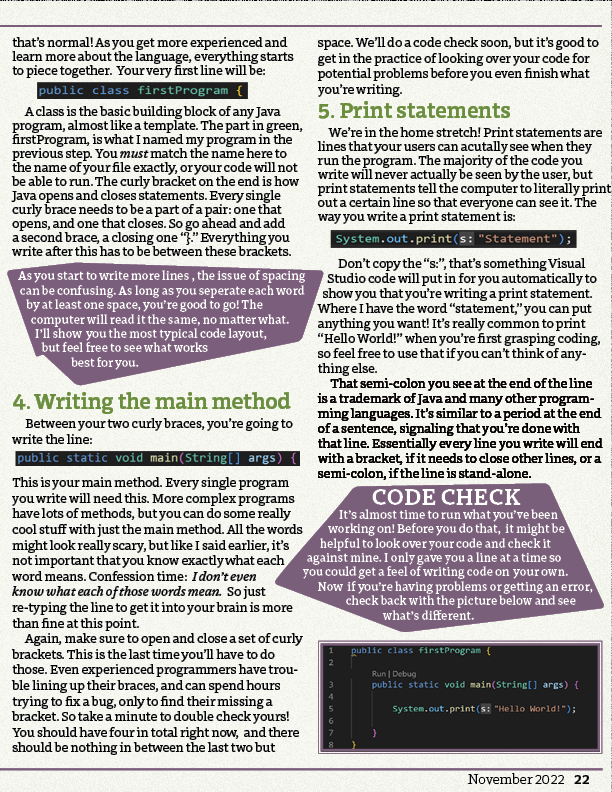 that's normal! As you get more experienced and
learn more about the language, everything starts
to piece together.  Your very first line will be:
public class firstProgram {
A class is the basic building block of any Java
program, almost like a template. The part in green,
firstProgram, is what I named my program in the
previous step. You must match the name here to
the name of your file exactly, or your code will not
be able to run. The curly bracket on the end is how
Java opens and closes statements. Every single
curly brace needs to be a part of a pair: one that
opens, and one that closes. So go ahead and add
a second brace, a closing one “}.” Everything you
write after this has to be between these brackets.
As you start to write more lines , the issue of spacing
can be confusing. As long as you seperate each word
by at least one space, you're good to go! The
computer will read it the same, no matter what.
I'll show you the most typical code layout,
but feel free to see what works
best for you.
4. Writing the main method
Between your two curly braces, you're going to
write the line:
public static void main(String[] args) {
This is your main method. Every single program
you write will need this. More complex programs
have lots of methods, but you can do some really
cool stuff with just the main method. All the words
might look really scary, but like I said earlier, it's
not important that you know exactly what each
word means. Confession time:  I don't even
know what each of those words mean.  So just
re-typing the line to get it into your brain is more
than fine at this point.
Again, make sure to open and close a set of curly
brackets. This is the last time you'll have to do
those. Even experienced programmers have trou-
ble lining up their braces, and can spend hours
trying to fix a bug, only to find their missing a
bracket. So take a minute to double check yours!
You should have four in total right now,  and there
should be nothing in between the last two but
space. We'll do a code check soon, but it's good to
get in the practice of looking over your code for
potential problems before you even finish what
you're writing.
5. Print statements
We're in the home stretch! Print statements are
lines that your users can acutally see when they
run the program. The majority of the code you
write will never actually be seen by the user, but
print statements tell the computer to literally print
out a certain line so that everyone can see it. The
way you write a print statement is:
System.out.print(s: "Statement");
Don't copy the “s:”, that's something Visual
Studio code will put in for you automatically to
show you that you're writing a print statement.
Where I have the word “statement,” you can put
anything you want! It's really common to print
“Hello World!” when you're first grasping coding,
so feel free to use that if you can't think of any-
thing else.
That semi-colon you see at the end of the line
is a trademark of Java and many other program-
ming languages. It's similar to a period at the end
of a sentence, signaling that you're done with
that line. Essentially every line you write will end
with a bracket, if it needs to close other lines, or a
semi-colon, if the line is stand-alone.
CODE CHECK
It's almost time to run what you've been
working on! Before you do that,  it might be
helpful to look over your code and check it
against mine. I only gave you a line at a time so
you could get a feel of writing code on your own.
Now  if you're having problems or getting an error,
check back with the picture below and see
what's different.
1 public class firstProgram {
2
Run | Debug
3 public static void main(String[] args) {
4
5 System.out.print(s: "Hello World!");
6
7 }
8 }
November 2022 22